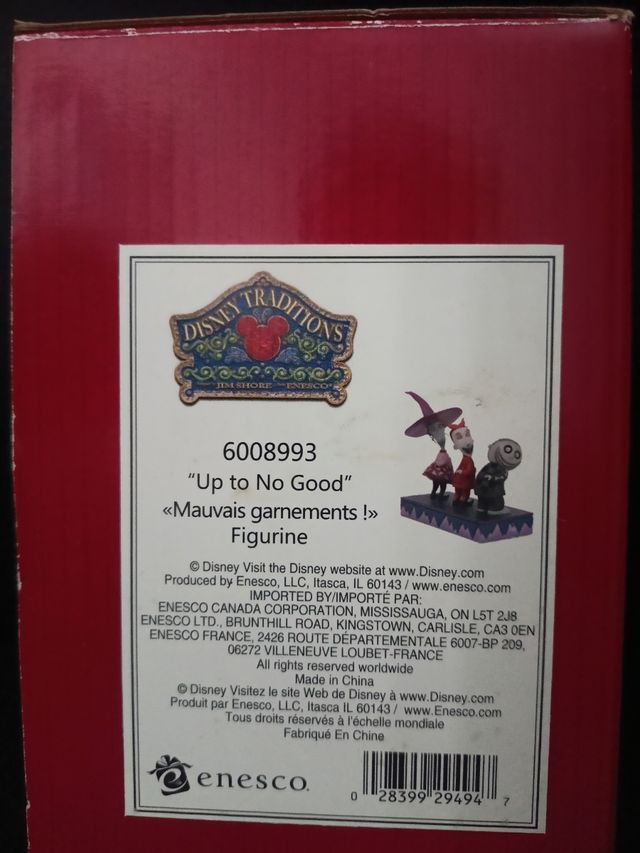 DISNEY TRADITIONS
JIM SHORE ENESCO
6008993
“Up to No Good”
«Mauvais garnements !»
Figurine
© Disney Visit the Disney website at www.Disney.com
Produced by Enesco, LLC, Itasca, IL 60143 / www.enesco.com
IMPORTED BY/IMPORTÉ PAR:
ENESCO CANADA CORPORATION, MISSISSAUGA, ON L5T 2J8
ENESCO LTD., BRUNTHILL ROAD, KINGSTOWN, CARLISLE, CA3 0EN
ENESCO FRANCE, 2426 ROUTE DÉPARTEMENTALE 6007-BP 209,
06272 VILLENEUVE LOUBET-FRANCE
All rights reserved worldwide
Made in China
© Disney Visitez le site Web de Disney à www.Disney.com
Produit par Enesco, LLC, Itasca IL 60143 / www.Enesco.com
Tous droits réservés à l'échelle mondiale
Fabriqué En Chine
enesco.
0 28399 29494 7